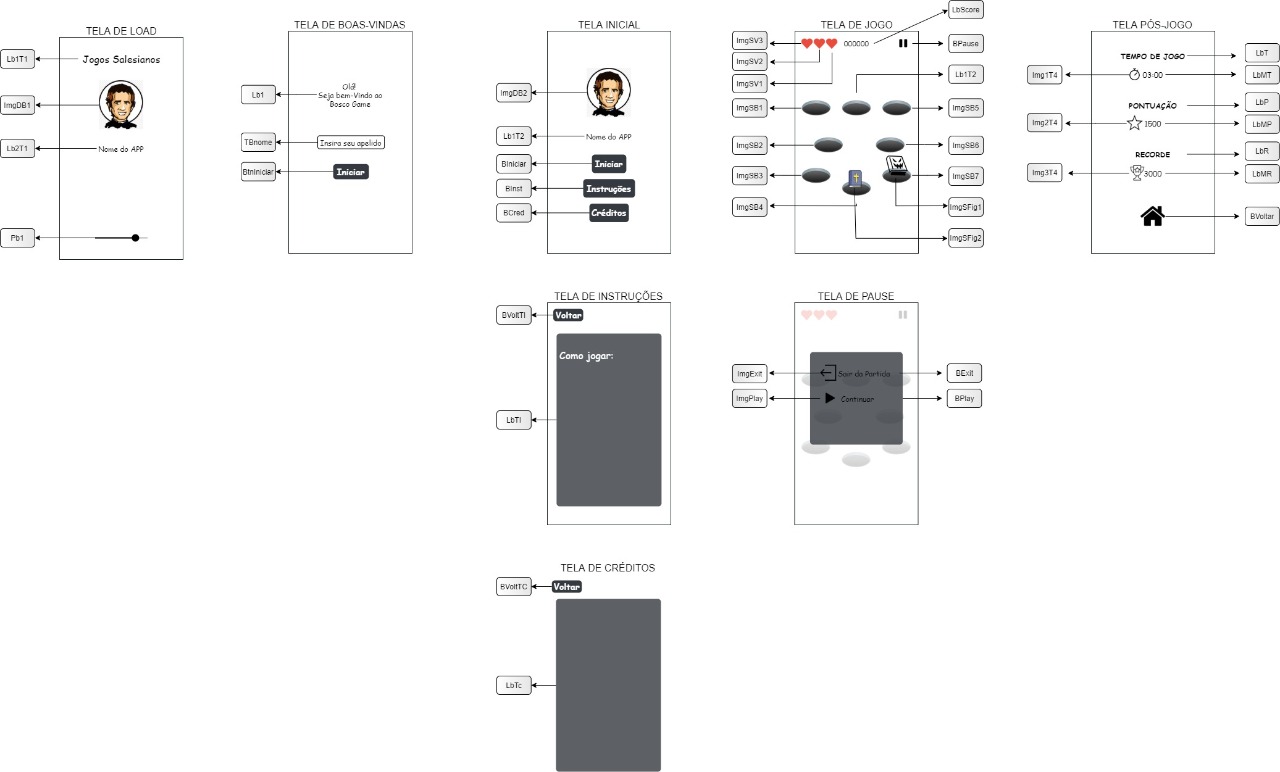 TELA DE LOAD
Lb1T1
Jogos Salesianos
ImgDB1
Lb2T1
Nome do APP
Pb1
TELA DE BOAS-VINDAS
Lb1
Olá!
Seja bem-Vindo ao
Bosco Game
TBnome
Insira seu apelido
BtnIniciar
Iniciar
TELA INICIAL
ImgDB2
Lb1T2
Nome do APP
BIniciar
Iniciar
BInst
Instruções
BCred
Créditos
TELA DE JOGO
LbScore
ImgSV3
000000
BPause
ImgSV2
ImgSV1
Lb1T2
ImgSB1
ImgSB5
ImgSB2
ImgSB6
ImgSB3
ImgSB7
ImgSB4
ImgSFig1
ImgSFig2
TELA PÓS-JOGO
TEMPO DE JOGO
LbT
Img1T4
03:00
LbMT
PONTUAÇÃO
LbP
Img2T4
1500
LbMP
RECORDE
LbR
Img3T4
3000
LbMR
BVoltar
TELA DE INSTRUÇÕES
BVoltTI
Voltar
Como jogar:
LbTI
TELA DE PAUSE
ImgExit
Sair da Partida
BExit
ImgPlay
Continuar
BPlay
TELA DE CRÉDITOS
BVoltTC
Voltar
LbTc